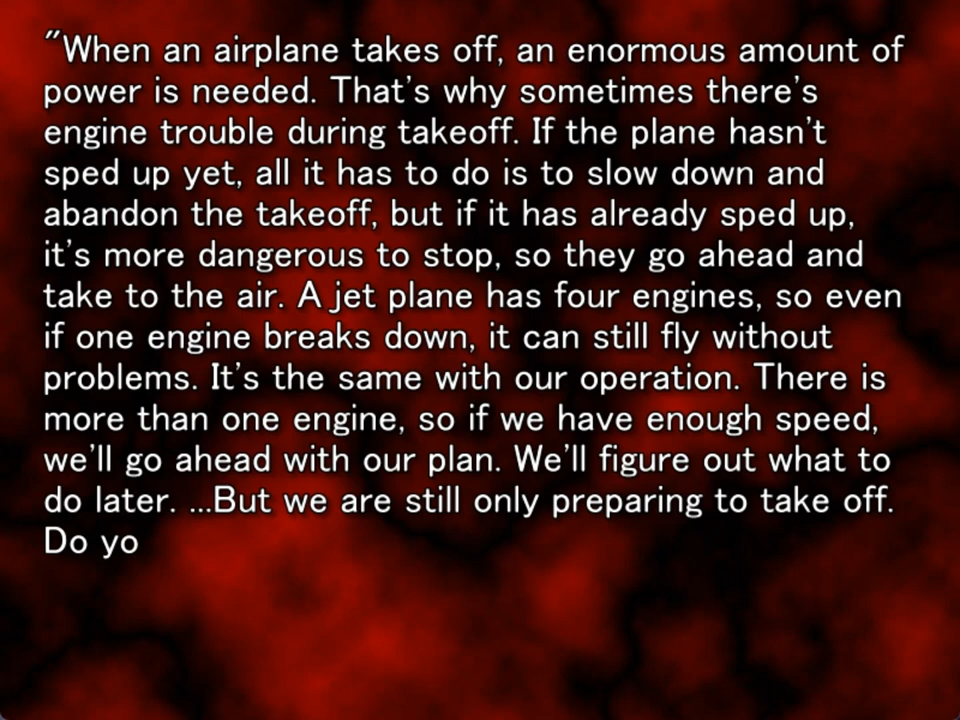 "When an airplane takes off, an enormous amount of
power is needed. That's why sometimes there's
engine trouble during takeoff. If the plane hasn't
sped up yet, all it has to do is to slow down and
abandon the takeoff, but if it has already sped up,
it's more dangerous to stop, so they go ahead and
take to the air. A jet plane has four engines, so even
if one engine breaks down, it can still fly without
problems. It's the same with our operation. There is
more than one engine, so if we have enough speed,
we'll go ahead with our plan. We'll figure out what to
do later. ...But we are still only preparing to take off.
Do yo